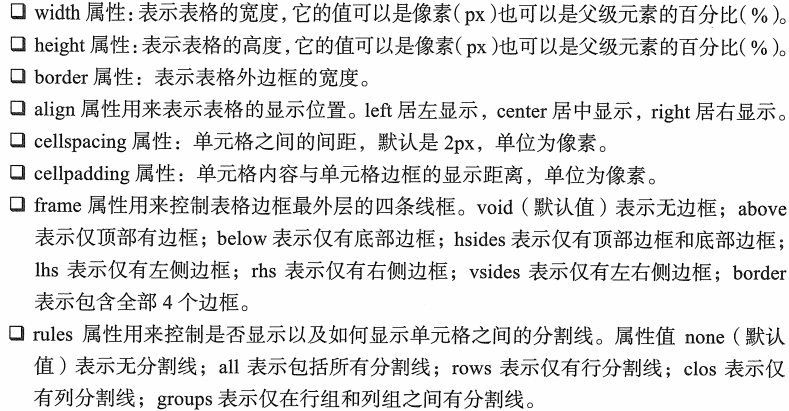 ❑ width 属性：表示表格的宽度，它的值可以是像素(px)也可以是父级元素的百分比(%)。
❑ height 属性：表示表格的高度，它的值可以是像素(px)也可以是父级元素的百分比(%)。
❑ border 属性：表示表格外边框的宽度。
❑ align 属性用来表示表格的显示位置。left 居左显示，center 居中显示，right 居右显示。
❑ cellspacing 属性：单元格之间的间距，默认是 2px，单位为像素。
❑ cellpadding 属性：单元格内容与单元格边框的显示距离，单位为像素。
❑ frame 属性用来控制表格边框最外层的四条线框。void（默认值）表示无边框；above
表示仅顶部有边框；below 表示仅有底部边框；hsides 表示仅有顶部边框和底部边框；
lhs 表示仅有左侧边框；rhs 表示仅有右侧边框；vsides 表示仅有左右侧边框；border
表示包含全部 4 个边框。
❑ rules 属性用来控制是否显示以及如何显示单元格之间的分割线。属性值 none（默认
值）表示无分割线；all 表示包括所有分割线；rows 表示仅有行分割线；clos 表示仅
有列分割线；groups 表示仅在行组和列组之间有分割线。